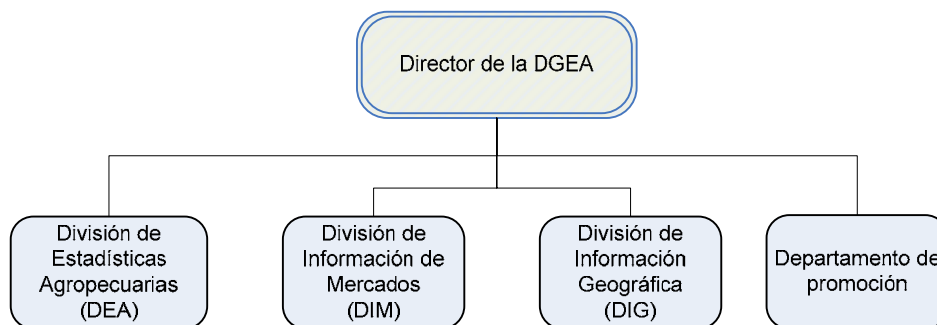 Director de la DGEA
División de
Estadísticas
Agropecuarias
(DEA)
División de
Información de
Mercados
(DIM)
División de
Información
Geográfica
(DIG)
Departamento de
promoción